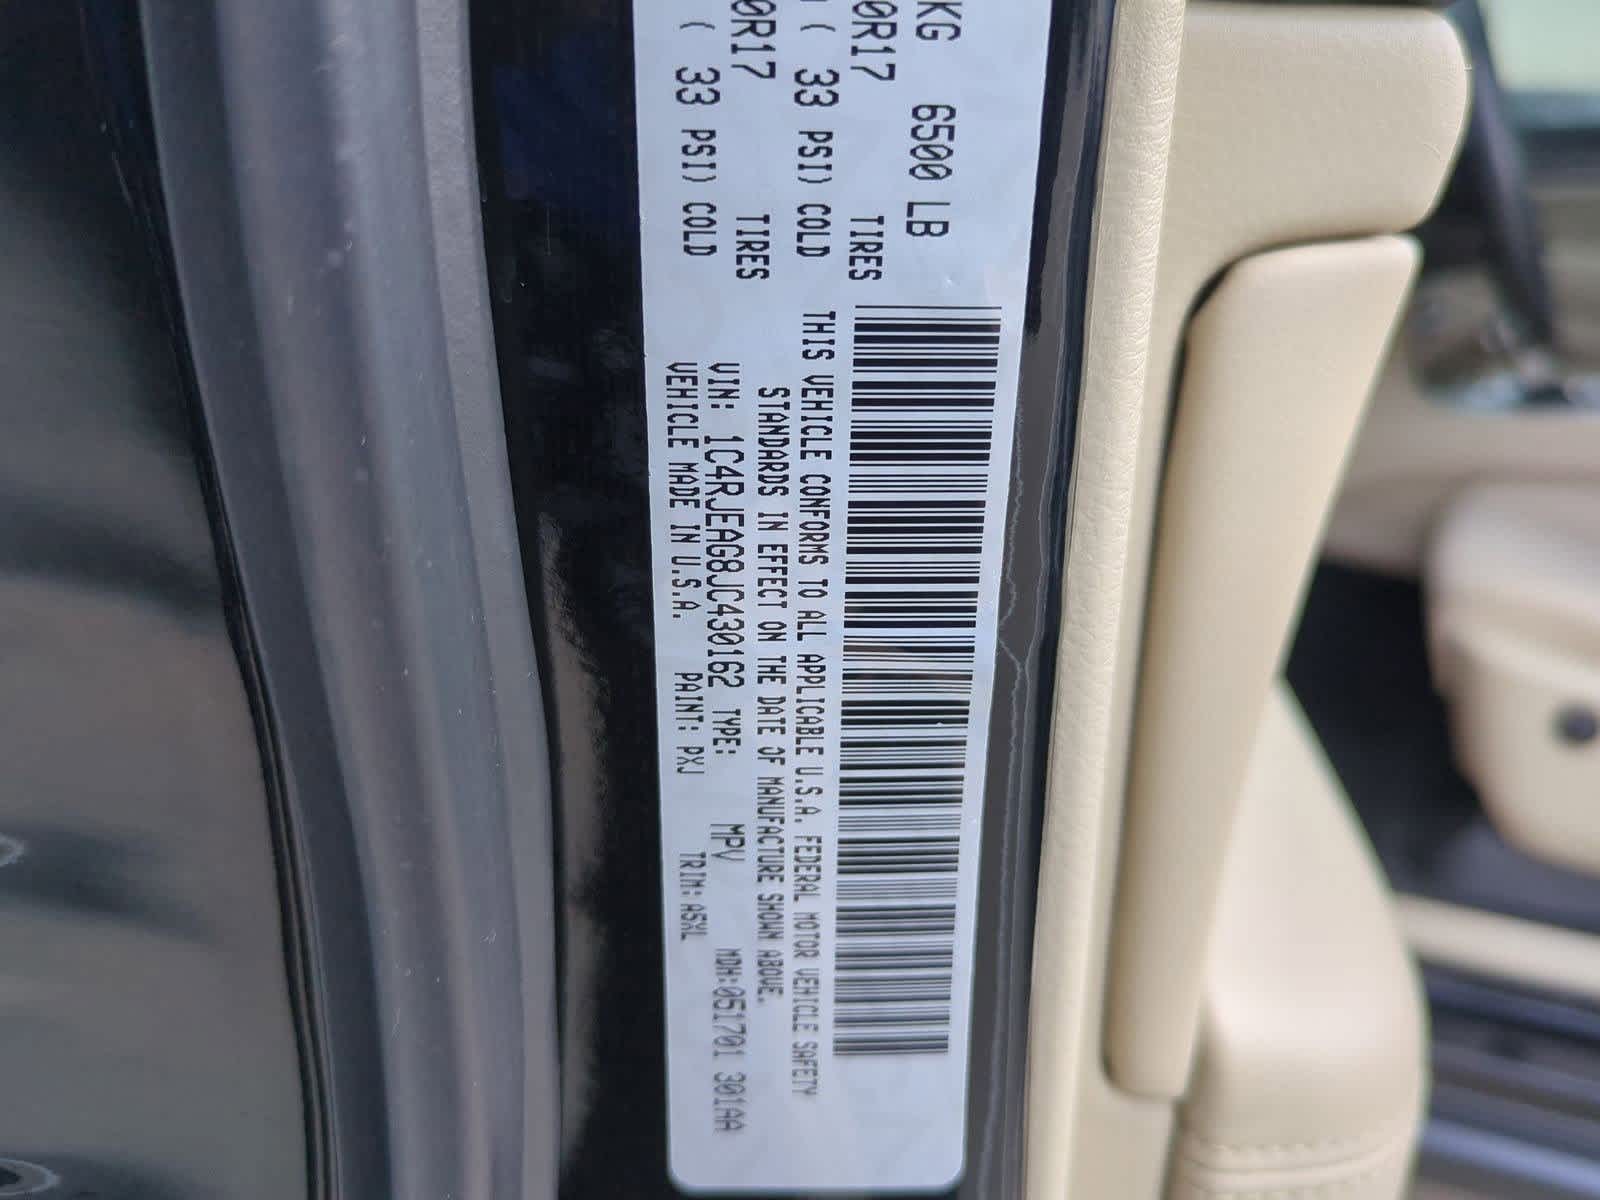 KG 6500 LB
0R17 TIRES
( 33 PSI) COLD
0R17 TIRES
( 33 PSI) COLD
THIS VEHICLE CONFORMS TO ALL APPLICABLE U.S.A. FEDERAL MOTOR VEHICLE SAFETY
STANDARDS IN EFFECT ON THE DATE OF MANUFACTURE SHOWN ABOVE.
VIN: 1C4RJEAG8JC430162 TYPE: MPV MDH:051701 301AA
VEHICLE MADE IN U.S.A. PAINT: PXJ TRIM: A5XL